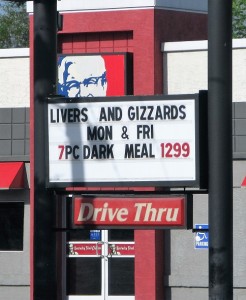 LIVERS AND GIZZARDS
MON & FRI
7PC DARK MEAL 1299
Drive Thru